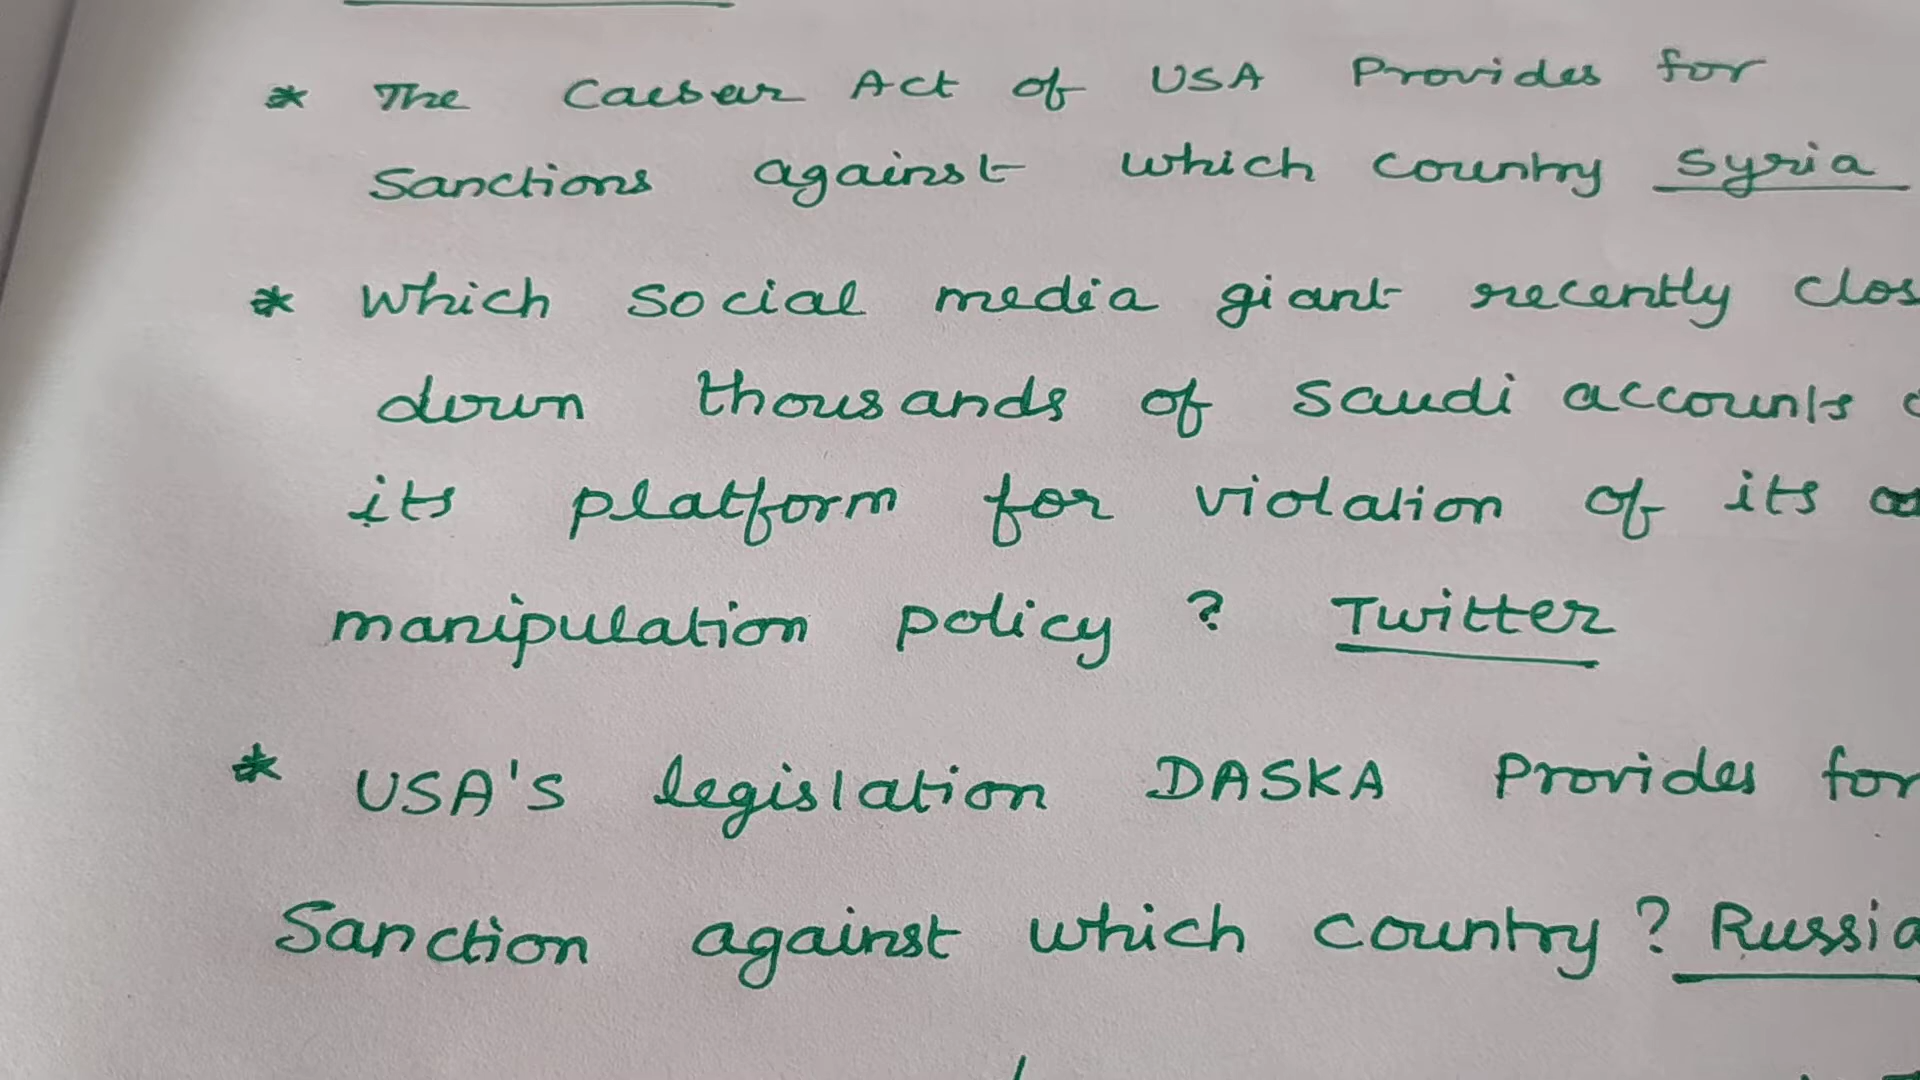 * The Caesar Act of USA Provides for
Sanctions against which country Syria
* Which social media giant recently clos
down thousands of Saudi accounts
its platform for violation of its
manipulation policy ? Twitter
* USA's legislation DASKA Provides for
Sanction against which country ? Russia